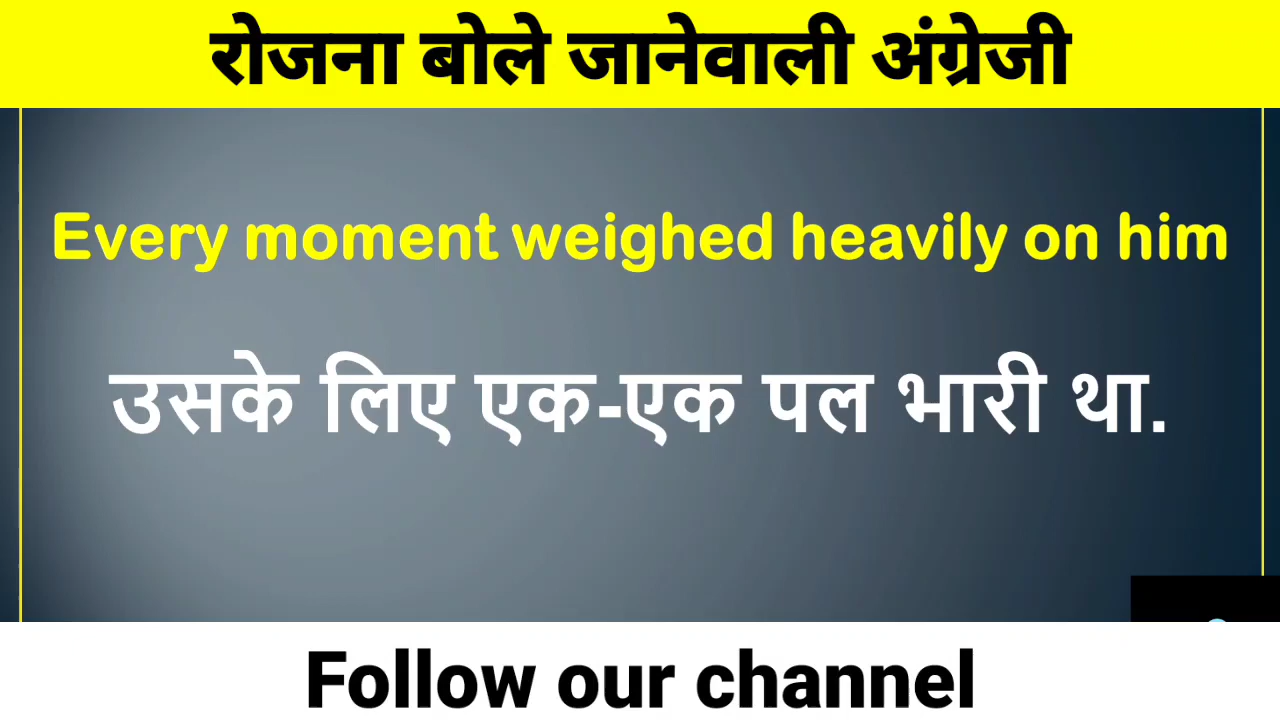 रोजना बोले जानेवाली अंग्रेजी
Every moment weighed heavily on him
उसके लिए एक-एक पल भारी था.
Follow our channel